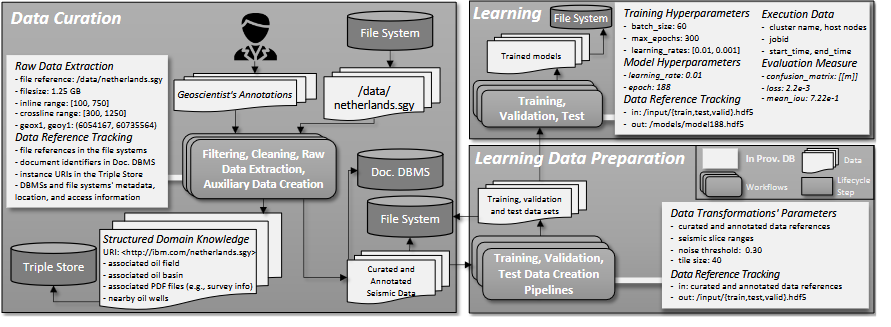 Data Curation
File System
Raw Data Extraction
- file reference: /data/netherlands.sgy
- filesize: 1.25 GB
- inline range: [100, 750]
- crossline range: [300, 1250]
- geox1, geoy1: (6054167, 60735564)
Data Reference Tracking
- file references in the file systems
- document identifiers in Doc. DBMS
- instance URIs in the Triple Store
- DBMSs and file systems' metadata,
location, and access information
Geoscientist's Annotations
/data/
netherlands.sgy
Filtering, Cleaning, Raw
Data Extraction,
Auxiliary Data Creation
Doc. DBMS
File System
Triple Store
Structured Domain Knowledge
URI: <http://ibm.com/netherlands.sgy>
- associated oil field
- associated oil basin
- associated PDF files (e.g., survey info)
- nearby oil wells
Curated and
Annotated
Seismic Data
Learning
File System
Trained models
Training,
Validation, Test
Training Hyperparameters
- batch_size: 60
- max_epochs: 300
- learning_rates: [0.01, 0.001]
Model Hyperparameters
- learning_rate: 0.01
- epoch: 188
Data Reference Tracking
- in: /input/{train,test,valid}.hdf5
- out: /models/model188.hdf5
Execution Data
- cluster name, host nodes
- jobid
- start_time, end_time
Evaluation Measure
- confusion_matrix: [[m]]
- loss: 2.2e-3
- mean_iou: 7.22e-1
Learning Data Preparation
In Prov. DB
Data
Workflows
Lifecycle
Step
Training, validation
and test data sets
Training, Validation,
Test Data Creation
Pipelines
Data Transformations' Parameters
- curated and annotated data references
- seismic slice ranges
- noise threshold: 0.30
- tile size: 40
Data Reference Tracking
- in: curated and annotated data references
- out: /input/{train,test,valid}.hdf5